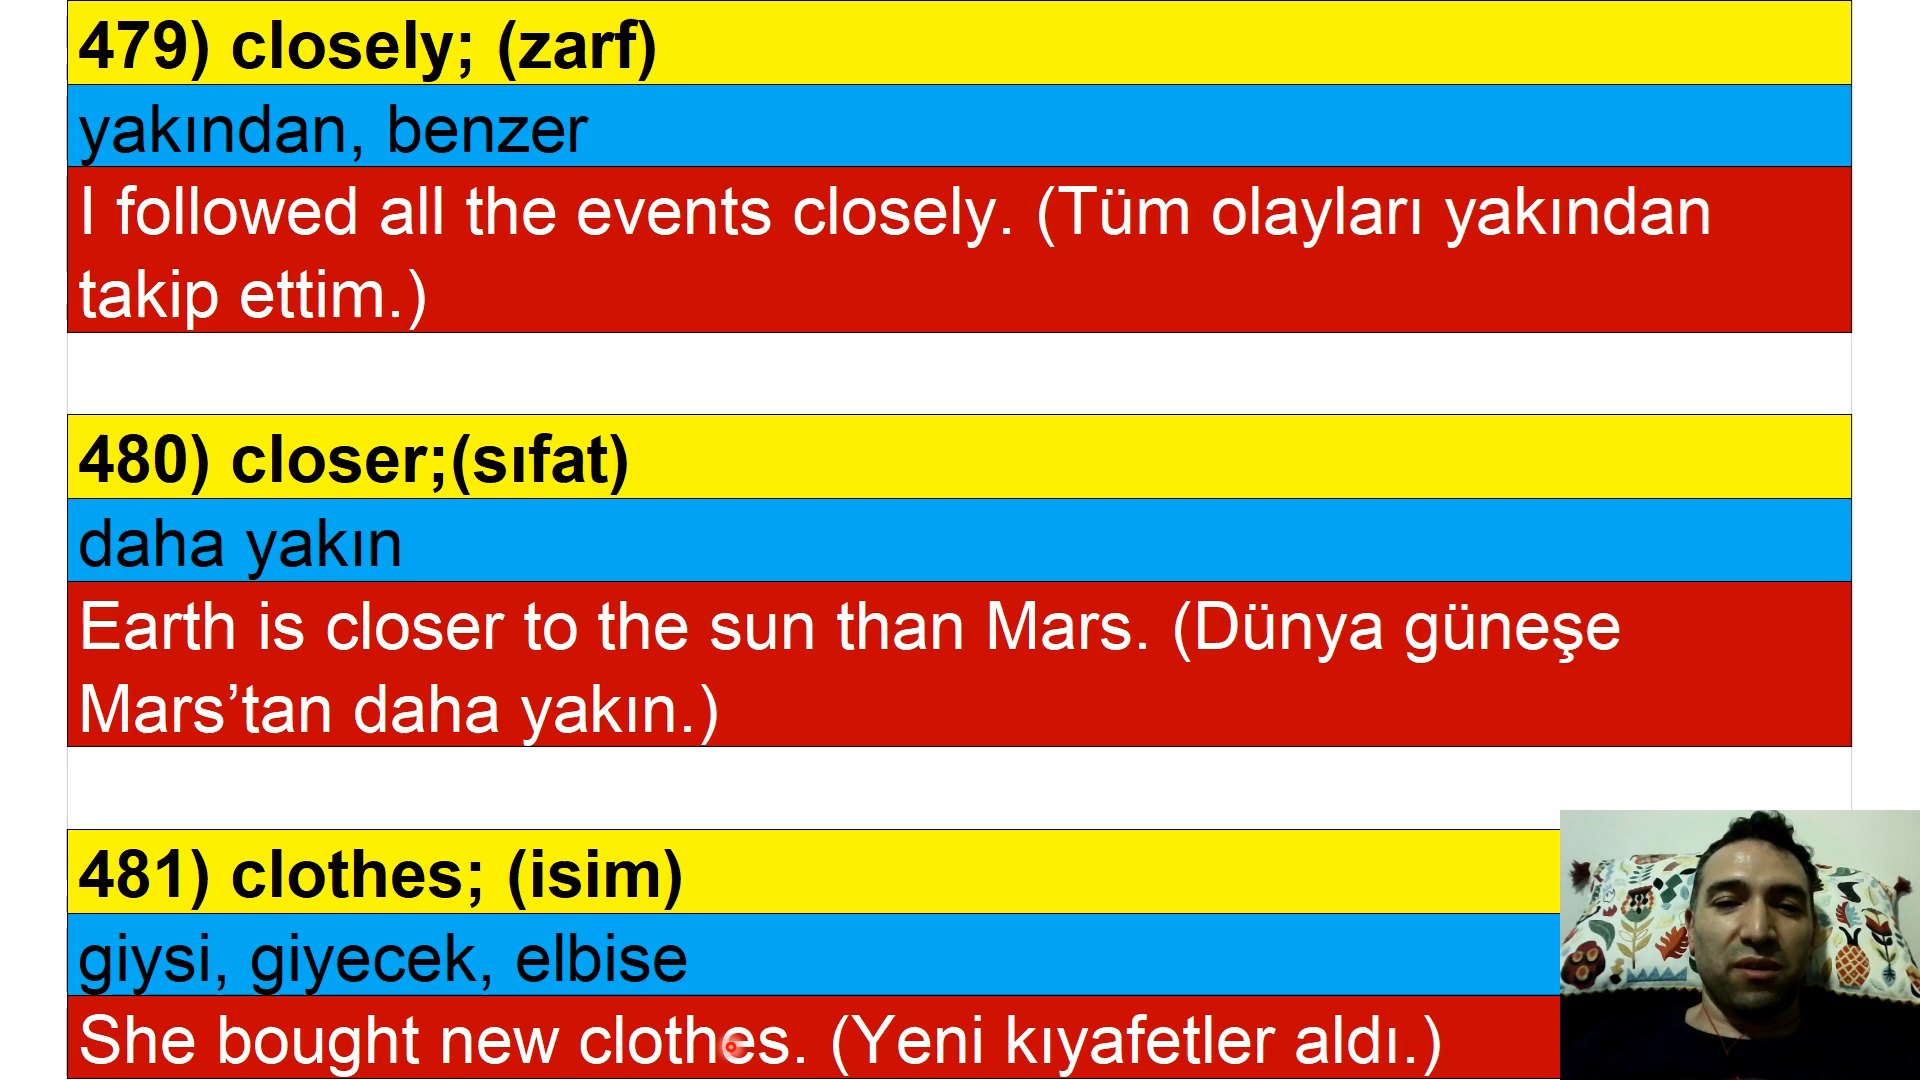 479) closely; (zarf)
yakından, benzer
I followed all the events closely. (Tüm olayları yakından
takip ettim.)
480) closer;(sıfat)
daha yakın
Earth is closer to the sun than Mars. (Dünya güneşe
Mars’tan daha yakın.)
481) clothes; (isim)
giysi, giyecek, elbise
She bought new clothes. (Yeni kıyafetler aldı.)